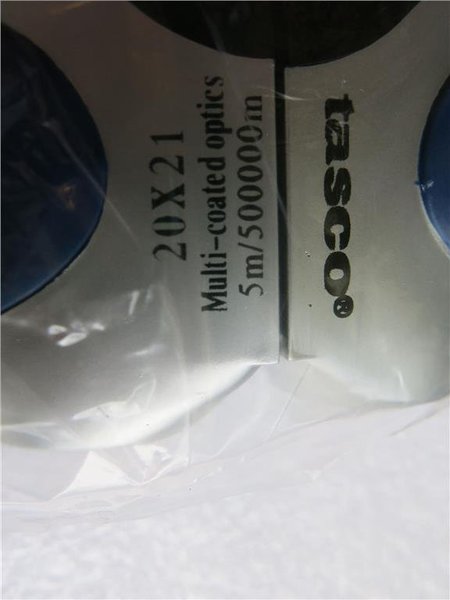 20X21
Multi-coated optics
5m/500000m
tasco®